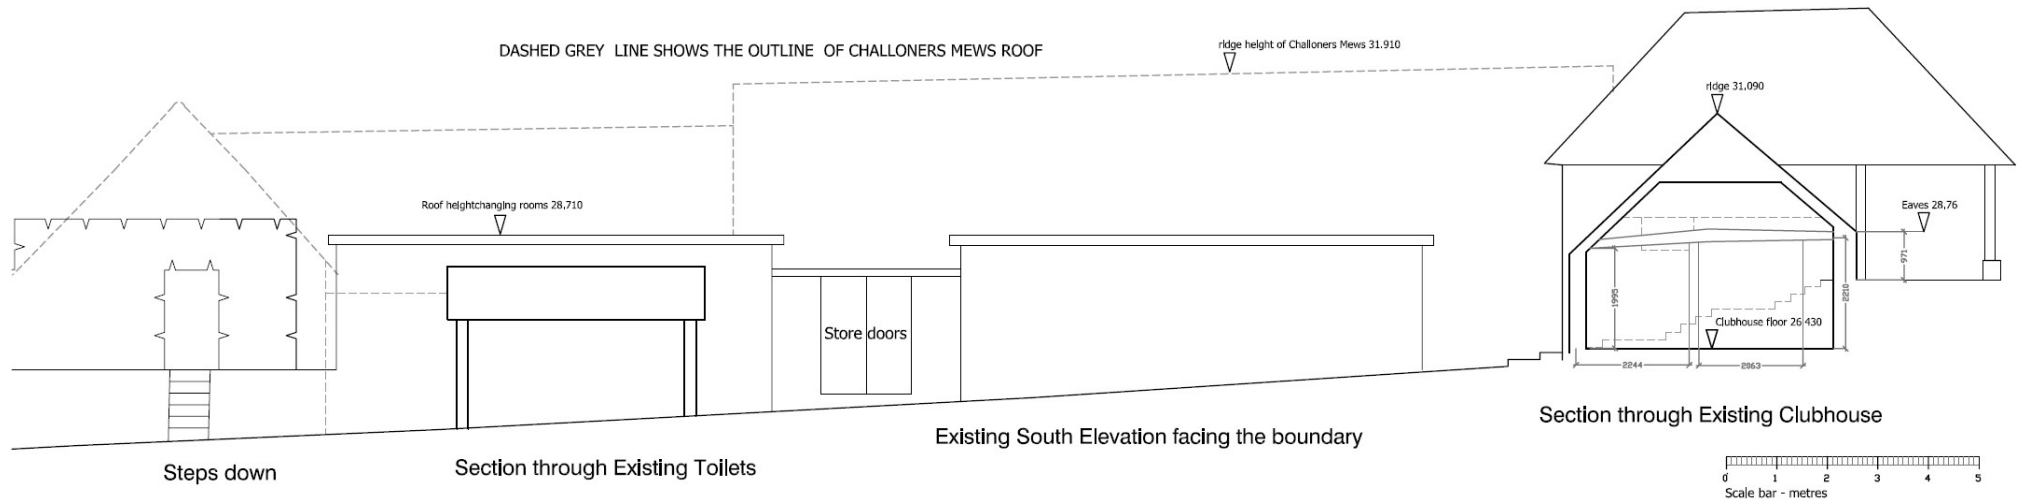 DASHED GREY LINE SHOWS THE OUTLINE OF CHALLONERS MEWS ROOF
ridge height of Challoners Mews 31.910
ridge 31,090
Roof heightchanging rooms 28,710
Eaves 28,76
971
1995
2210
Store doors
Clubhouse floor 26 430
2244
2063
Section through Existing Clubhouse
Existing South Elevation facing the boundary
Section through Existing Toilets
Steps down
0 1 2 3 4 5
Scale bar - metres